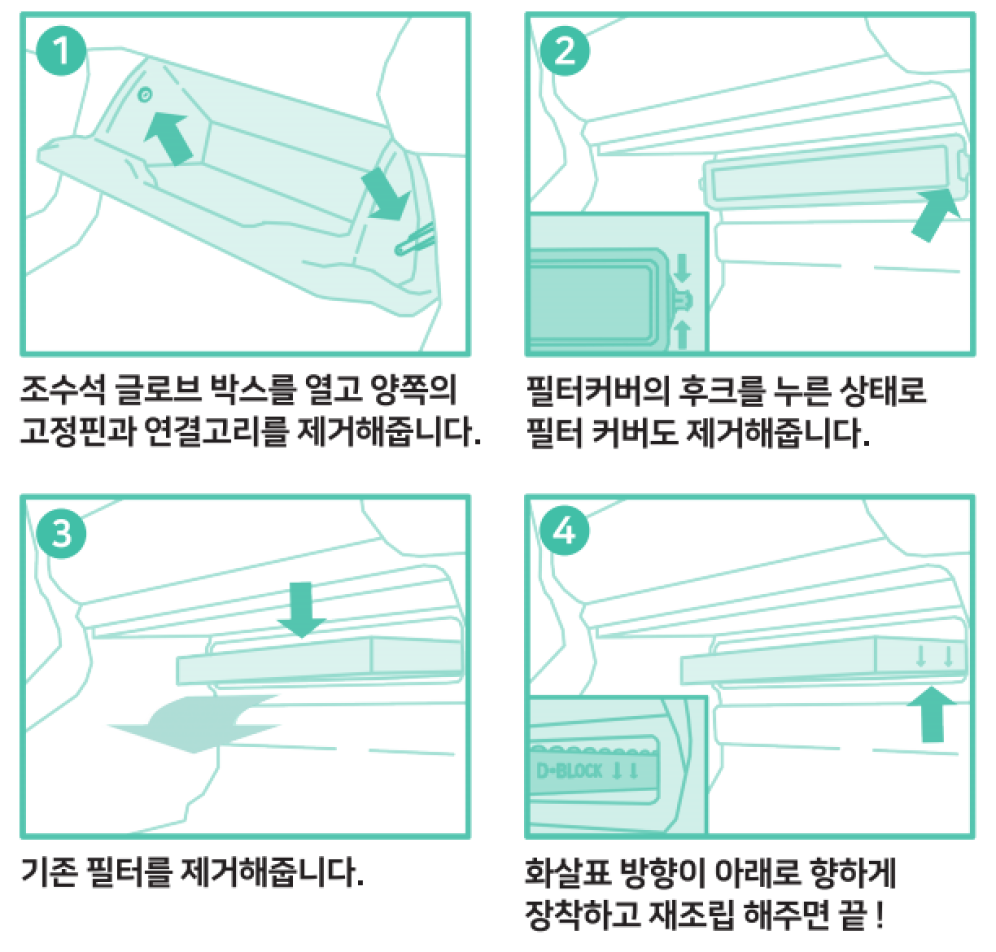 1
조수석 글로브 박스를 열고 양쪽의
고정핀과 연결고리를 제거해줍니다.
2
필터커버의 후크를 누른 상태로
필터 커버도 제거해줍니다.
3
기존 필터를 제거해줍니다.
4
D-BLOCK ↓↓
화살표 방향이 아래로 향하게
장착하고 재조립 해주면 끝 !